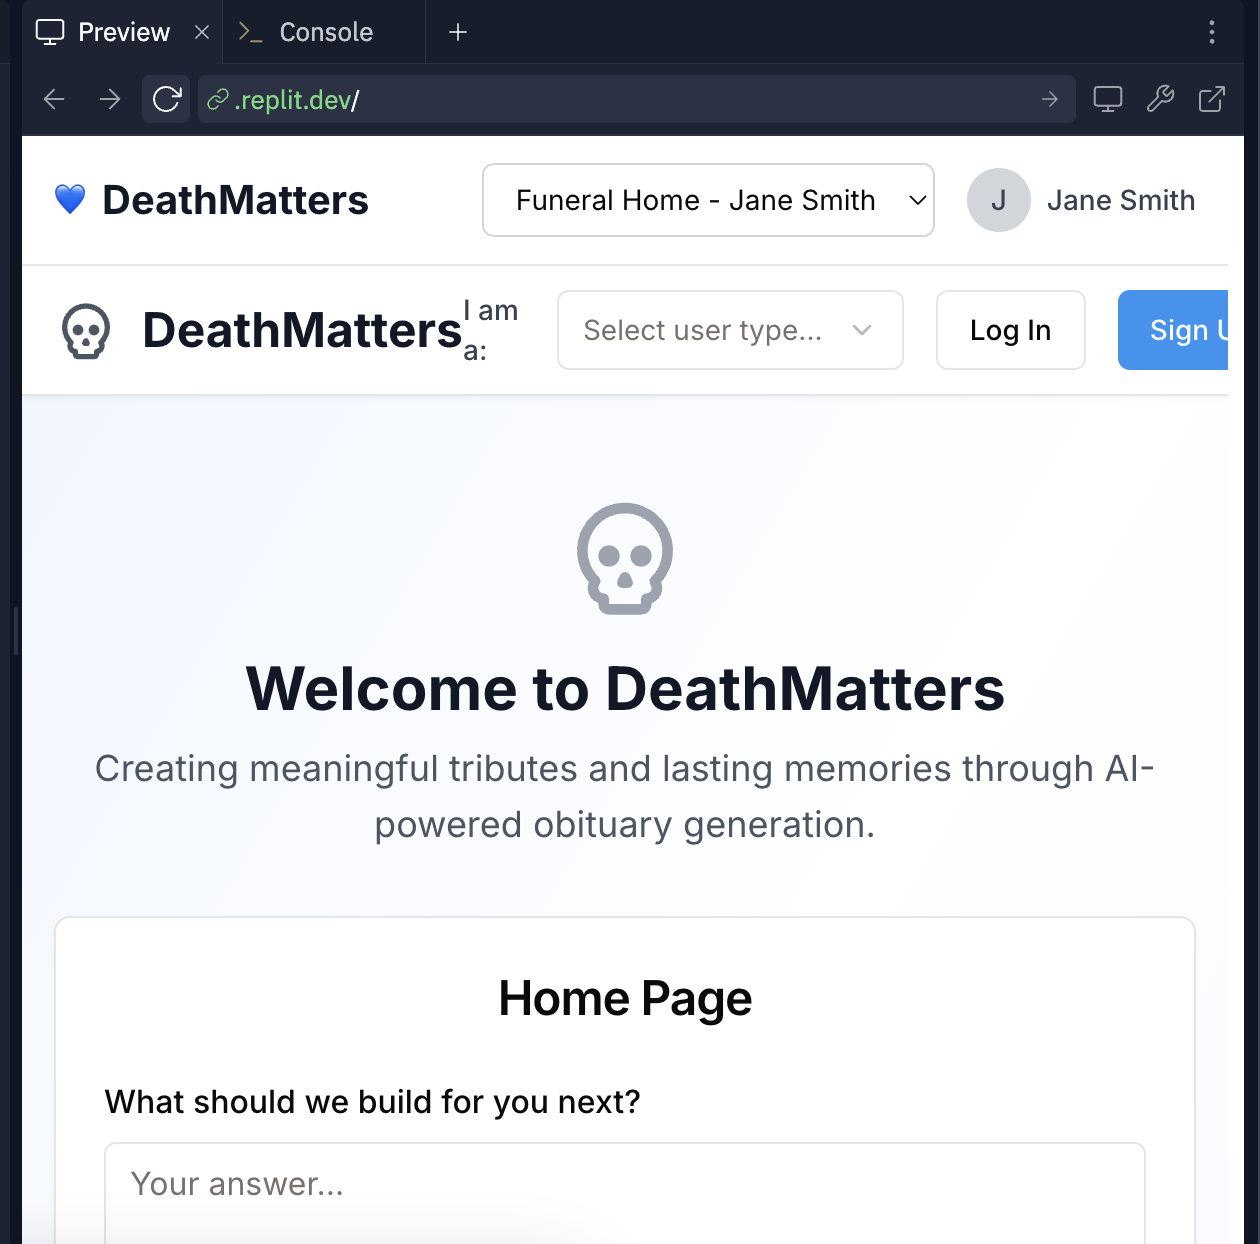 Preview
Console
.replit.dev/
DeathMatters
Funeral Home - Jane Smith
J
Jane Smith
DeathMatters
I am
a:
Select user type...
Log In
Sign U
Welcome to DeathMatters
Creating meaningful tributes and lasting memories through AI-
powered obituary generation.
Home Page
What should we build for you next?
Your answer...